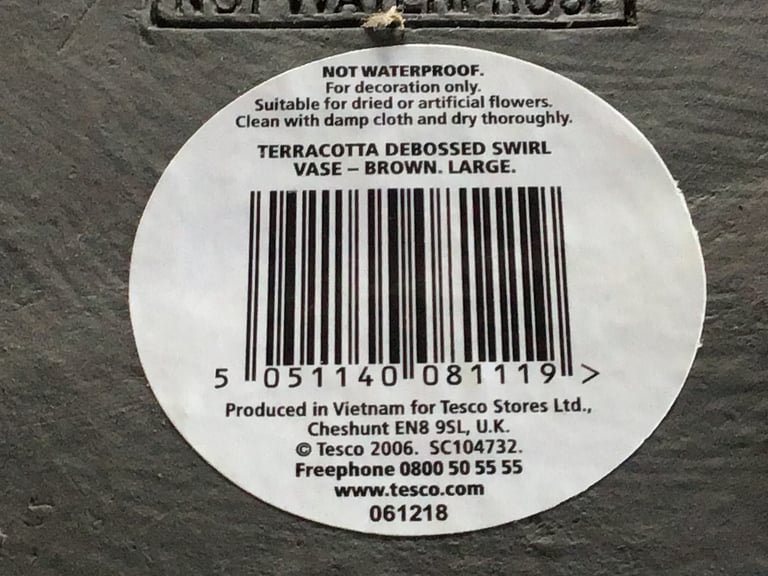 NOT WATERPROOF
NOT WATERPROOF.
For decoration only.
Suitable for dried or artificial flowers.
Clean with damp cloth and dry thoroughly.
TERRACOTTA DEBOSSED SWIRL
VASE – BROWN. LARGE.
5 051140 081119 >
Produced in Vietnam for Tesco Stores Ltd.,
Cheshunt EN8 9SL, U.K.
© Tesco 2006. SC104732.
Freephone 0800 50 55 55
www.tesco.com
061218